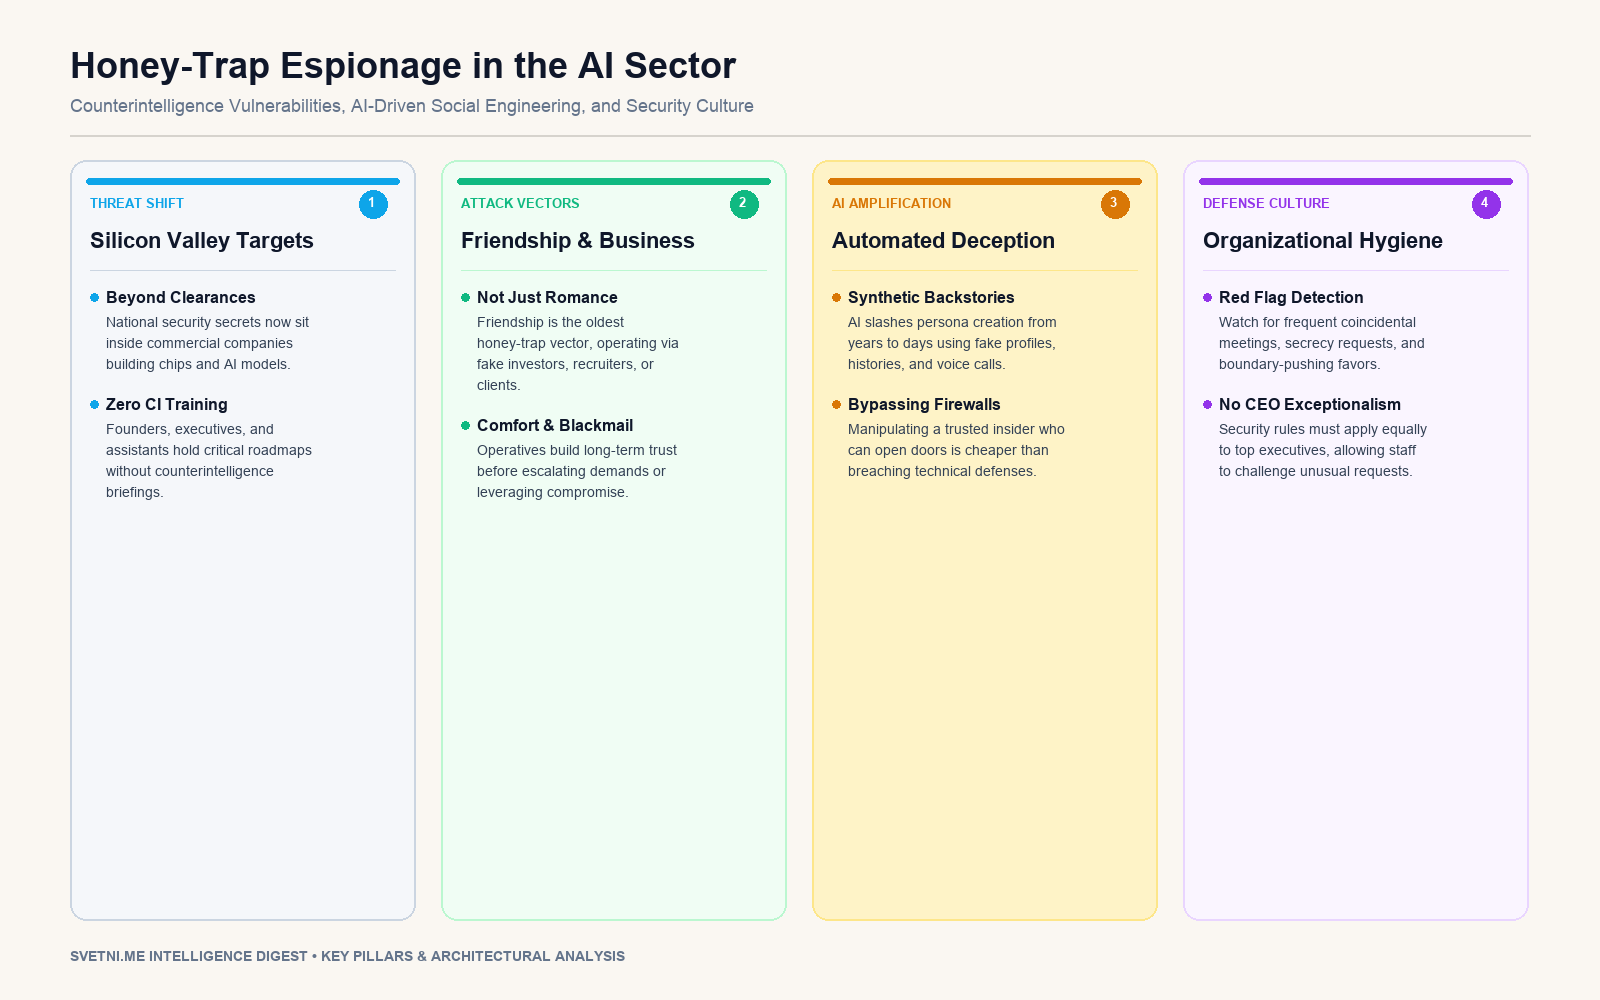 Honey-Trap Espionage in the AI Sector
Counterintelligence Vulnerabilities, AI-Driven Social Engineering, and Security Culture
THREAT SHIFT
1
Silicon Valley Targets
Beyond Clearances
National security secrets now sit
inside commercial companies
building chips and AI models.
Zero CI Training
Founders, executives, and
assistants hold critical roadmaps
without counterintelligence
briefings.
ATTACK VECTORS
2
Friendship & Business
Not Just Romance
Friendship is the oldest
honey-trap vector, operating via
fake investors, recruiters, or
clients.
Comfort & Blackmail
Operatives build long-term trust
before escalating demands or
leveraging compromise.
AI AMPLIFICATION
3
Automated Deception
Synthetic Backstories
AI slashes persona creation from
years to days using fake profiles,
histories, and voice calls.
Bypassing Firewalls
Manipulating a trusted insider who
can open doors is cheaper than
breaching technical defenses.
DEFENSE CULTURE
4
Organizational Hygiene
Red Flag Detection
Watch for frequent coincidental
meetings, secrecy requests, and
boundary-pushing favors.
No CEO Exceptionalism
Security rules must apply equally
to top executives, allowing staff
to challenge unusual requests.
SVETNI.ME INTELLIGENCE DIGEST • KEY PILLARS & ARCHITECTURAL ANALYSIS